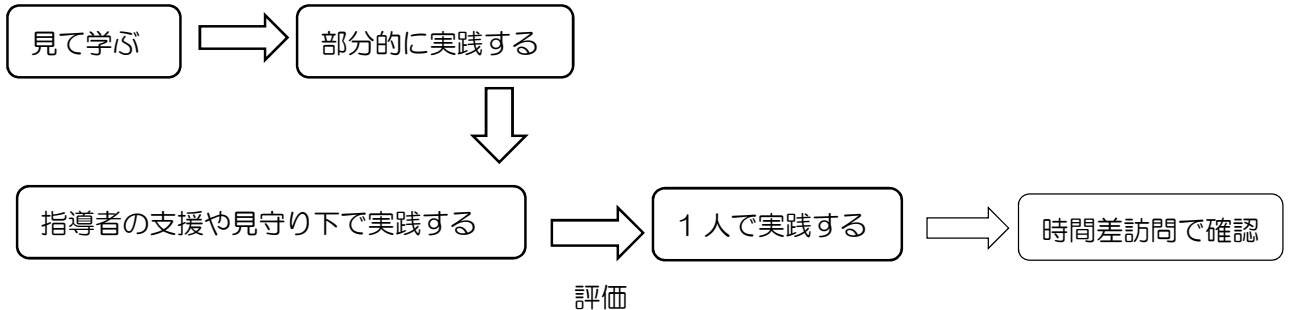 見て学ぶ
部分的に実践する
指導者の支援や見守り下で実践する
1 人で実践する
時間差訪問で確認
評価